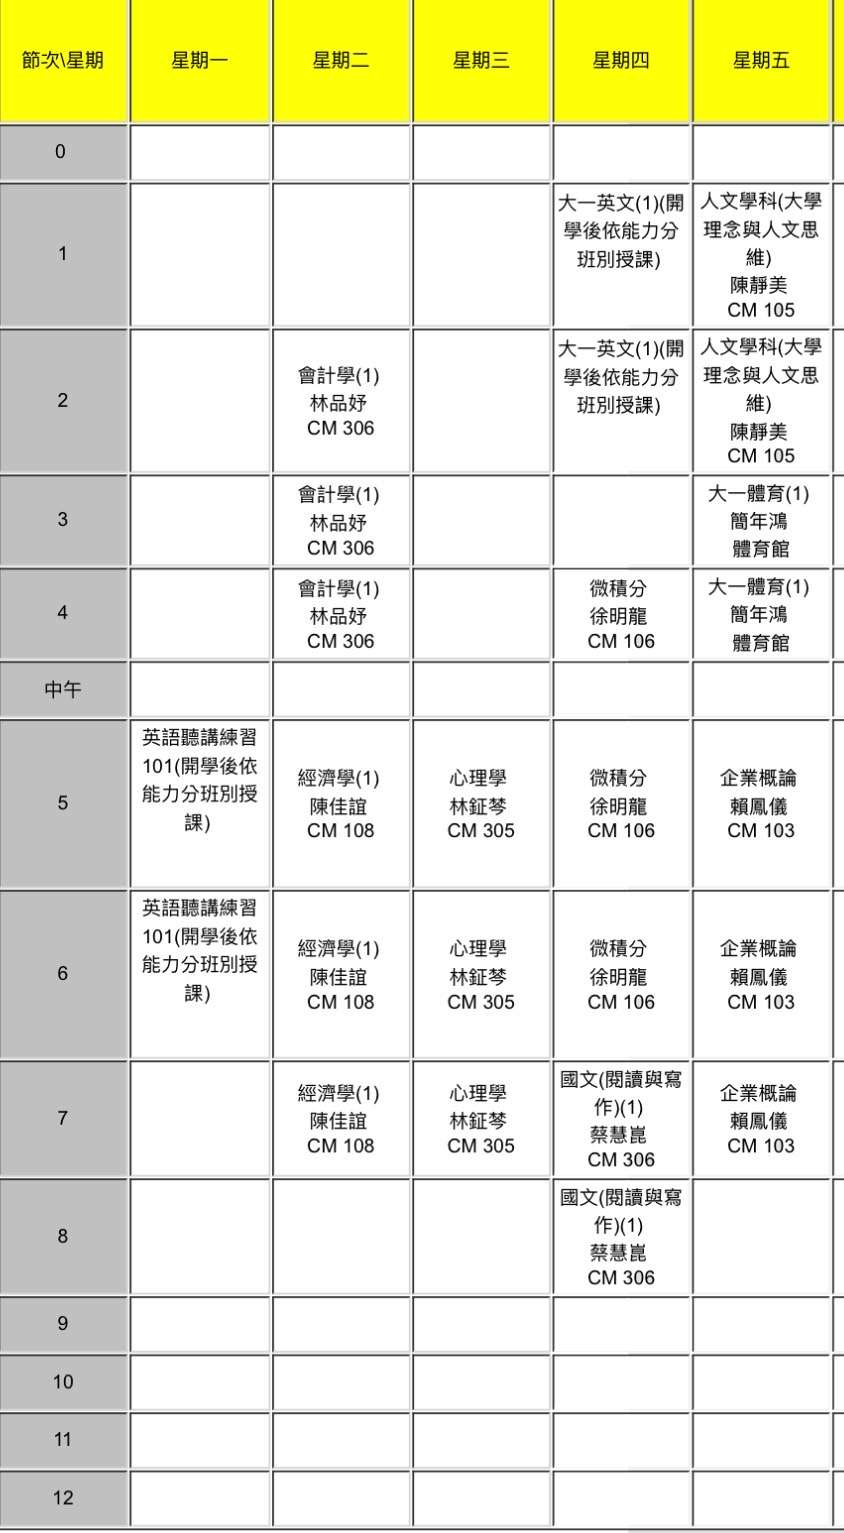 節次\星期 星期一 星期二 星期三 星期四 星期五
0
1
大一英文(1)(開
學後依能力分
班別授課)
人文學科(大學
理念與人文思
維)
陳靜美
CM 105
2
會計學(1)
林品妤
CM 306
大一英文(1)(開
學後依能力分
班別授課)
人文學科(大學
理念與人文思
維)
陳靜美
CM 105
3
會計學(1)
林品妤
CM 306
大一體育(1)
簡年鴻
體育館
4
會計學(1)
林品妤
CM 306
微積分
徐明龍
CM 106
大一體育(1)
簡年鴻
體育館
中午
5
英語聽講練習
101(開學後依
能力分班別授
課)
經濟學(1)
陳佳誼
CM 108
心理學
林鉦棽
CM 305
微積分
徐明龍
CM 106
企業概論
賴鳳儀
CM 103
6
英語聽講練習
101(開學後依
能力分班別授
課)
經濟學(1)
陳佳誼
CM 108
心理學
林鉦棽
CM 305
微積分
徐明龍
CM 106
企業概論
賴鳳儀
CM 103
7
經濟學(1)
陳佳誼
CM 108
心理學
林鉦棽
CM 305
國文(閱讀與寫
作)(1)
蔡慧崑
CM 306
企業概論
賴鳳儀
CM 103
8
國文(閱讀與寫
作)(1)
蔡慧崑
CM 306
9
10
11
12